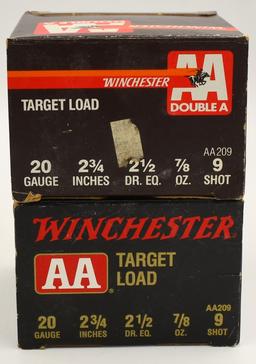 WINCHESTER AA
DOUBLE A
TARGET LOAD
AA209
20 2¾ 2½ ⅞ 9
GAUGE INCHES DR. EQ. OZ. SHOT
WINCHESTER
AA® TARGET
LOAD
AA209
20 2¾ 2½ ⅞ 9
GAUGE INCHES DR. EQ. OZ. SHOT